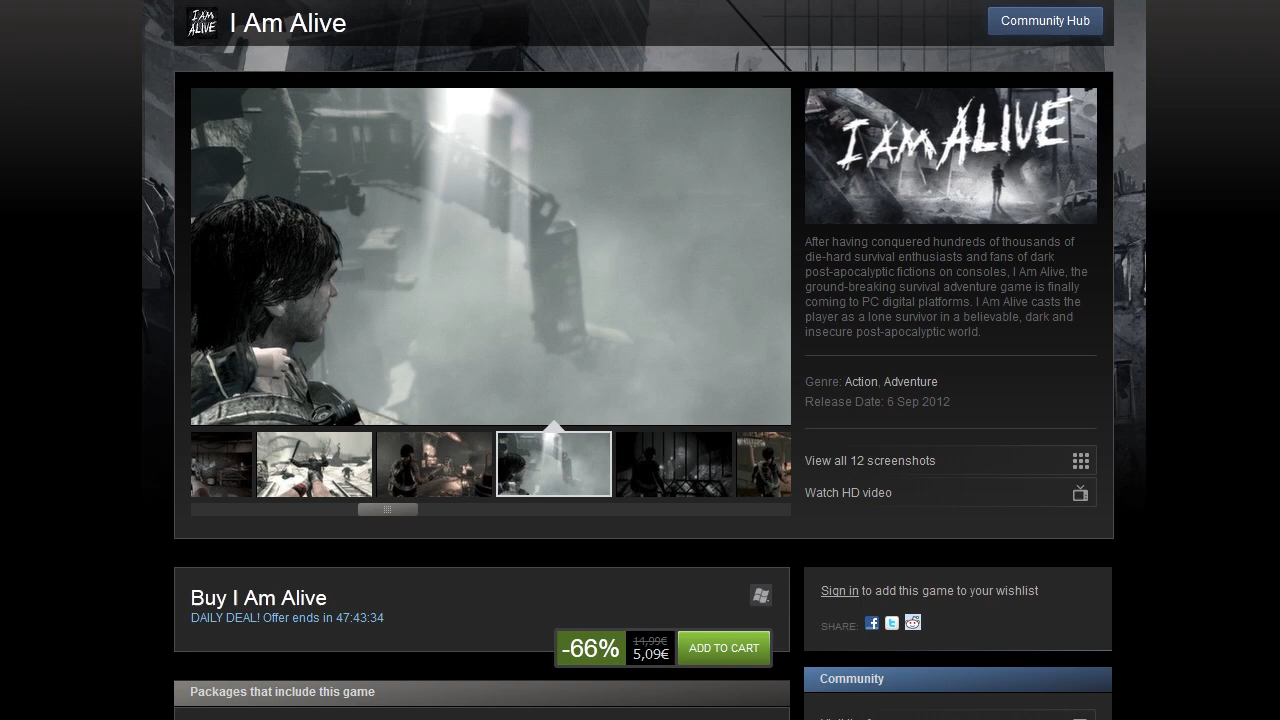 I AM
ALIVE
I Am Alive
Community Hub
I AM ALIVE
After having conquered hundreds of thousands of
die-hard survival enthusiasts and fans of dark
post-apocalyptic fictions on consoles, I Am Alive, the
ground-breaking survival adventure game is finally
coming to PC digital platforms. I Am Alive casts the
player as a lone survivor in a believable, dark and
insecure post-apocalyptic world.
Genre: Action, Adventure
Release Date: 6 Sep 2012
View all 12 screenshots
Watch HD video
Buy I Am Alive
DAILY DEAL! Offer ends in 47:43:34
-66%
14,99€
5,09€
ADD TO CART
Sign in to add this game to your wishlist
SHARE:
Packages that include this game
Community